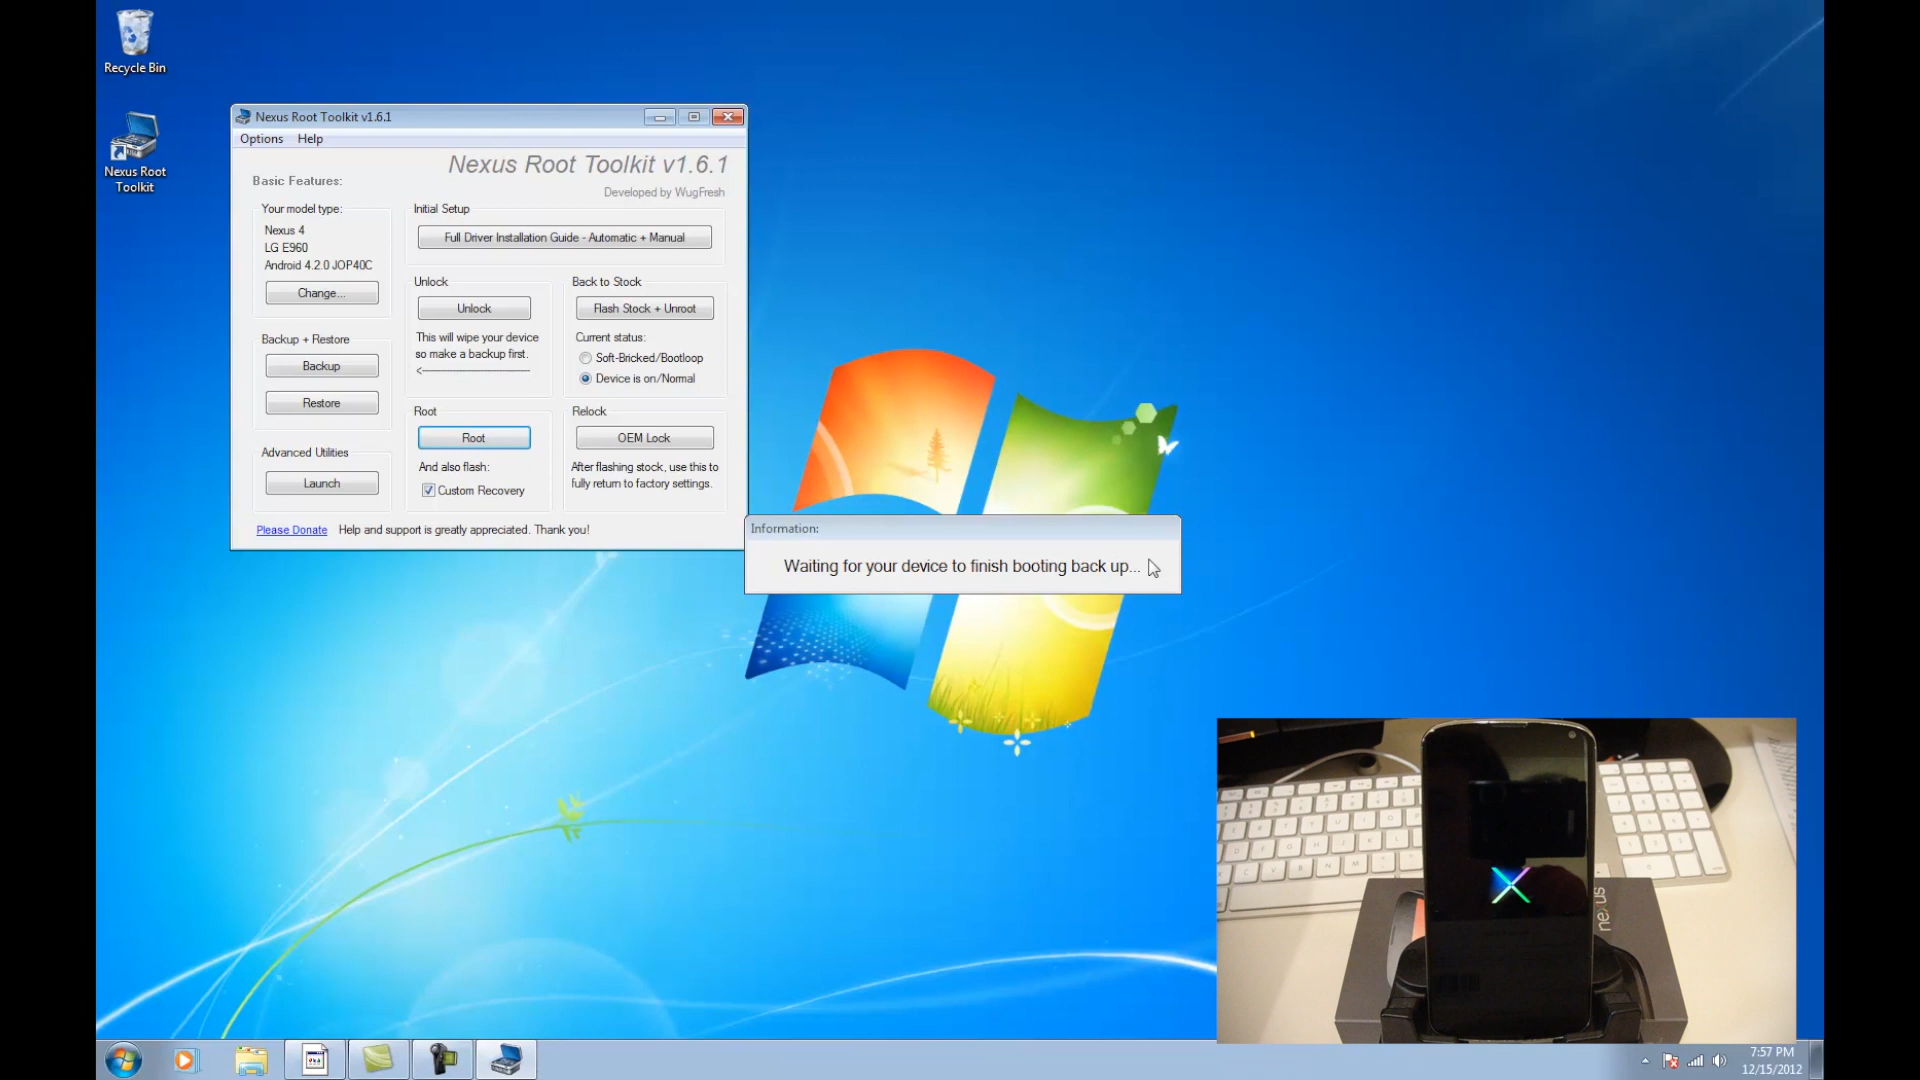 Recycle Bin
Nexus Root
Toolkit
Nexus Root Toolkit v1.6.1
Options Help
Nexus Root Toolkit v1.6.1
Developed by WugFresh
Basic Features:
Your model type:
Nexus 4
LG E960
Android 4.2.0 JOP40C
Change...
Initial Setup
Full Driver Installation Guide - Automatic + Manual
Unlock
Unlock
This will wipe your device
so make a backup first.
<------------------------------
Back to Stock
Flash Stock + Unroot
Current status:
Soft-Bricked/Bootloop
Device is on/Normal
Backup + Restore
Backup
Restore
Root
Root
And also flash:
Custom Recovery
Relock
OEM Lock
After flashing stock, use this to
fully return to factory settings.
Advanced Utilities
Launch
Please Donate Help and support is greatly appreciated. Thank you!
Information:
Waiting for your device to finish booting back up...
nexus
7:57 PM
12/15/2012